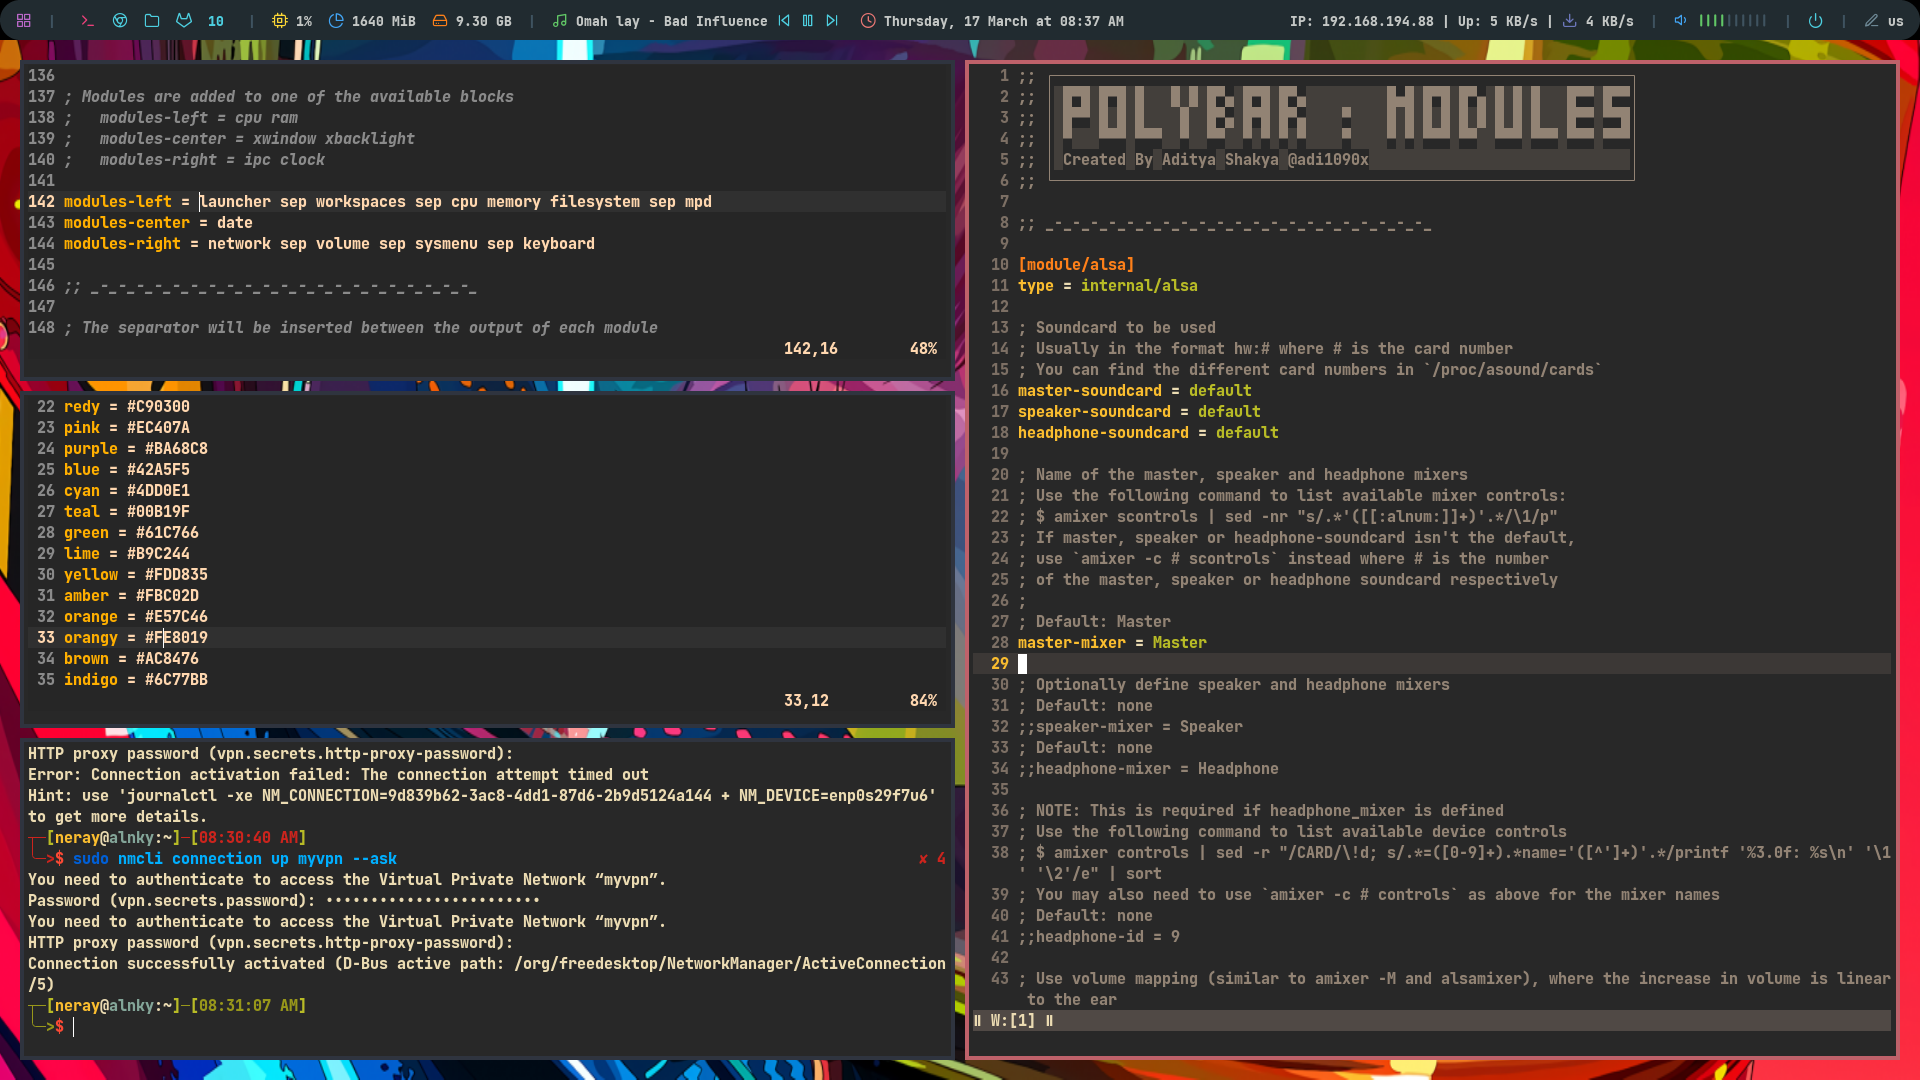 10
1%
1640 MiB
9.30 GB
Omah lay - Bad Influence
Thursday, 17 March at 08:37 AM
IP: 192.168.194.88 | Up: 5 KB/s |
4 KB/s
us
136
137 ; Modules are added to one of the available blocks
138 ;   modules-left = cpu ram
139 ;   modules-center = xwindow xbacklight
140 ;   modules-right = ipc clock
141
142 modules-left = launcher sep workspaces sep cpu memory filesystem sep mpd
143 modules-center = date
144 modules-right = network sep volume sep sysmenu sep keyboard
145
146 ;; _-_-_-_-_-_-_-_-_-_-_-_-_-_-_-_-_-_-_-_-_-_
147
148 ; The separator will be inserted between the output of each module
142,16 48%
22 redy = #C90300
23 pink = #EC407A
24 purple = #BA68C8
25 blue = #42A5F5
26 cyan = #4DD0E1
27 teal = #00B19F
28 green = #61C766
29 lime = #B9C244
30 yellow = #FDD835
31 amber = #FBC02D
32 orange = #E57C46
33 orangy = #FE8019
34 brown = #AC8476
35 indigo = #6C77BB
33,12 84%
HTTP proxy password (vpn.secrets.http-proxy-password):
Error: Connection activation failed: The connection attempt timed out
Hint: use 'journalctl -xe NM_CONNECTION=9d839b62-3ac8-4dd1-87d6-2b9d5124a144 + NM_DEVICE=enp0s29f7u6'
to get more details.
┬─[neray@alnky:~]─[08:30:40 AM]
╰─>$ sudo nmcli connection up myvpn --ask ✘ 4
You need to authenticate to access the Virtual Private Network “myvpn”.
Password (vpn.secrets.password): ••••••••••••••••••••••••
You need to authenticate to access the Virtual Private Network “myvpn”.
HTTP proxy password (vpn.secrets.http-proxy-password):
Connection successfully activated (D-Bus active path: /org/freedesktop/NetworkManager/ActiveConnection
/5)
┬─[neray@alnky:~]─[08:31:07 AM]
╰─>$
1 ;;
2 ;; POLYBAR : MODULES
3 ;;
4 ;;
5 ;; Created By Aditya Shakya @adi1090x
6 ;;
7
8 ;; _-_-_-_-_-_-_-_-_-_-_-_-_-_-_-_-_-_-_-_-_-_
9
10 [module/alsa]
11 type = internal/alsa
12
13 ; Soundcard to be used
14 ; Usually in the format hw:# where # is the card number
15 ; You can find the different card numbers in `/proc/asound/cards`
16 master-soundcard = default
17 speaker-soundcard = default
18 headphone-soundcard = default
19
20 ; Name of the master, speaker and headphone mixers
21 ; Use the following command to list available mixer controls:
22 ; $ amixer scontrols | sed -nr "s/.*'([[:alnum:]]+)'.*/\1/p"
23 ; If master, speaker or headphone-soundcard isn't the default,
24 ; use `amixer -c # scontrols` instead where # is the number
25 ; of the master, speaker or headphone soundcard respectively
26 ;
27 ; Default: Master
28 master-mixer = Master
29
30 ; Optionally define speaker and headphone mixers
31 ; Default: none
32 ;;speaker-mixer = Speaker
33 ; Default: none
34 ;;headphone-mixer = Headphone
35
36 ; NOTE: This is required if headphone_mixer is defined
37 ; Use the following command to list available device controls
38 ; $ amixer controls | sed -r "/CARD/\!d; s/.*=([0-9]+).*name='([^']+)'.*/printf '%3.0f: %s\n' '\1
' '\2'/e" | sort
39 ; You may also need to use `amixer -c # controls` as above for the mixer names
40 ; Default: none
41 ;;headphone-id = 9
42
43 ; Use volume mapping (similar to amixer -M and alsamixer), where the increase in volume is linear
to the ear
W:[1]